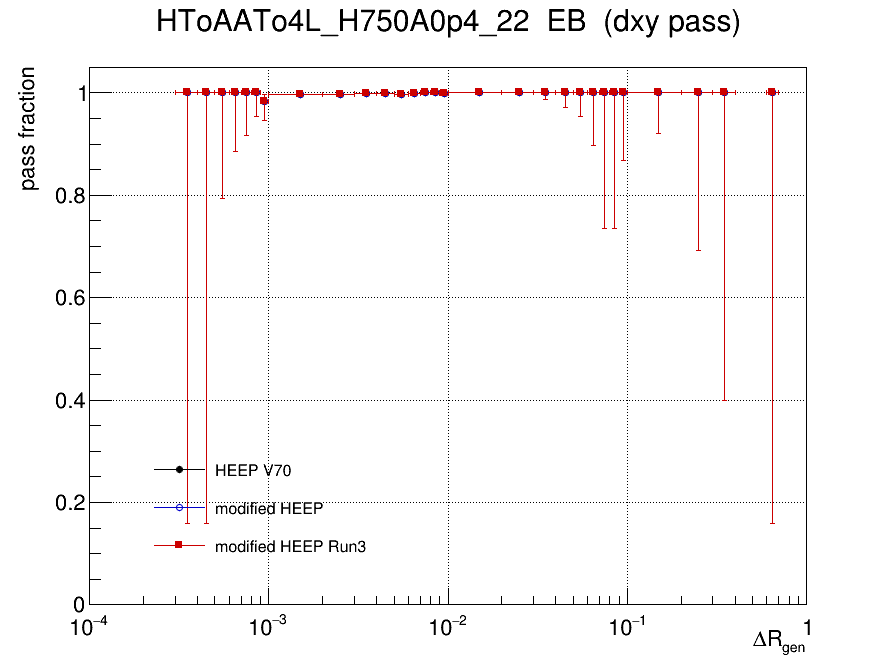 HToAATo4L_H750A0p4_22 EB (dxy pass)
pass fraction
1
0.8
0.6
0.4
0.2
0
HEEP V70
modified HEEP
modified HEEP Run3
10⁻⁴ 10⁻³ 10⁻² 10⁻¹ 1
ΔR_gen